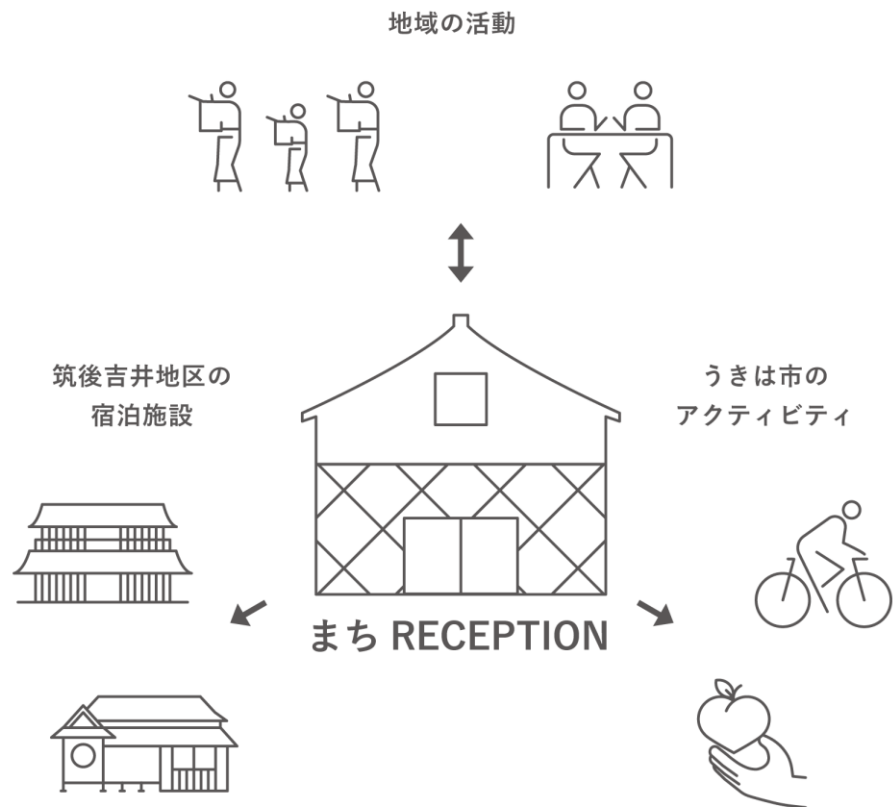 地域の活動
筑後吉井地区の
宿泊施設
うきは市の
アクティビティ
まち RECEPTION